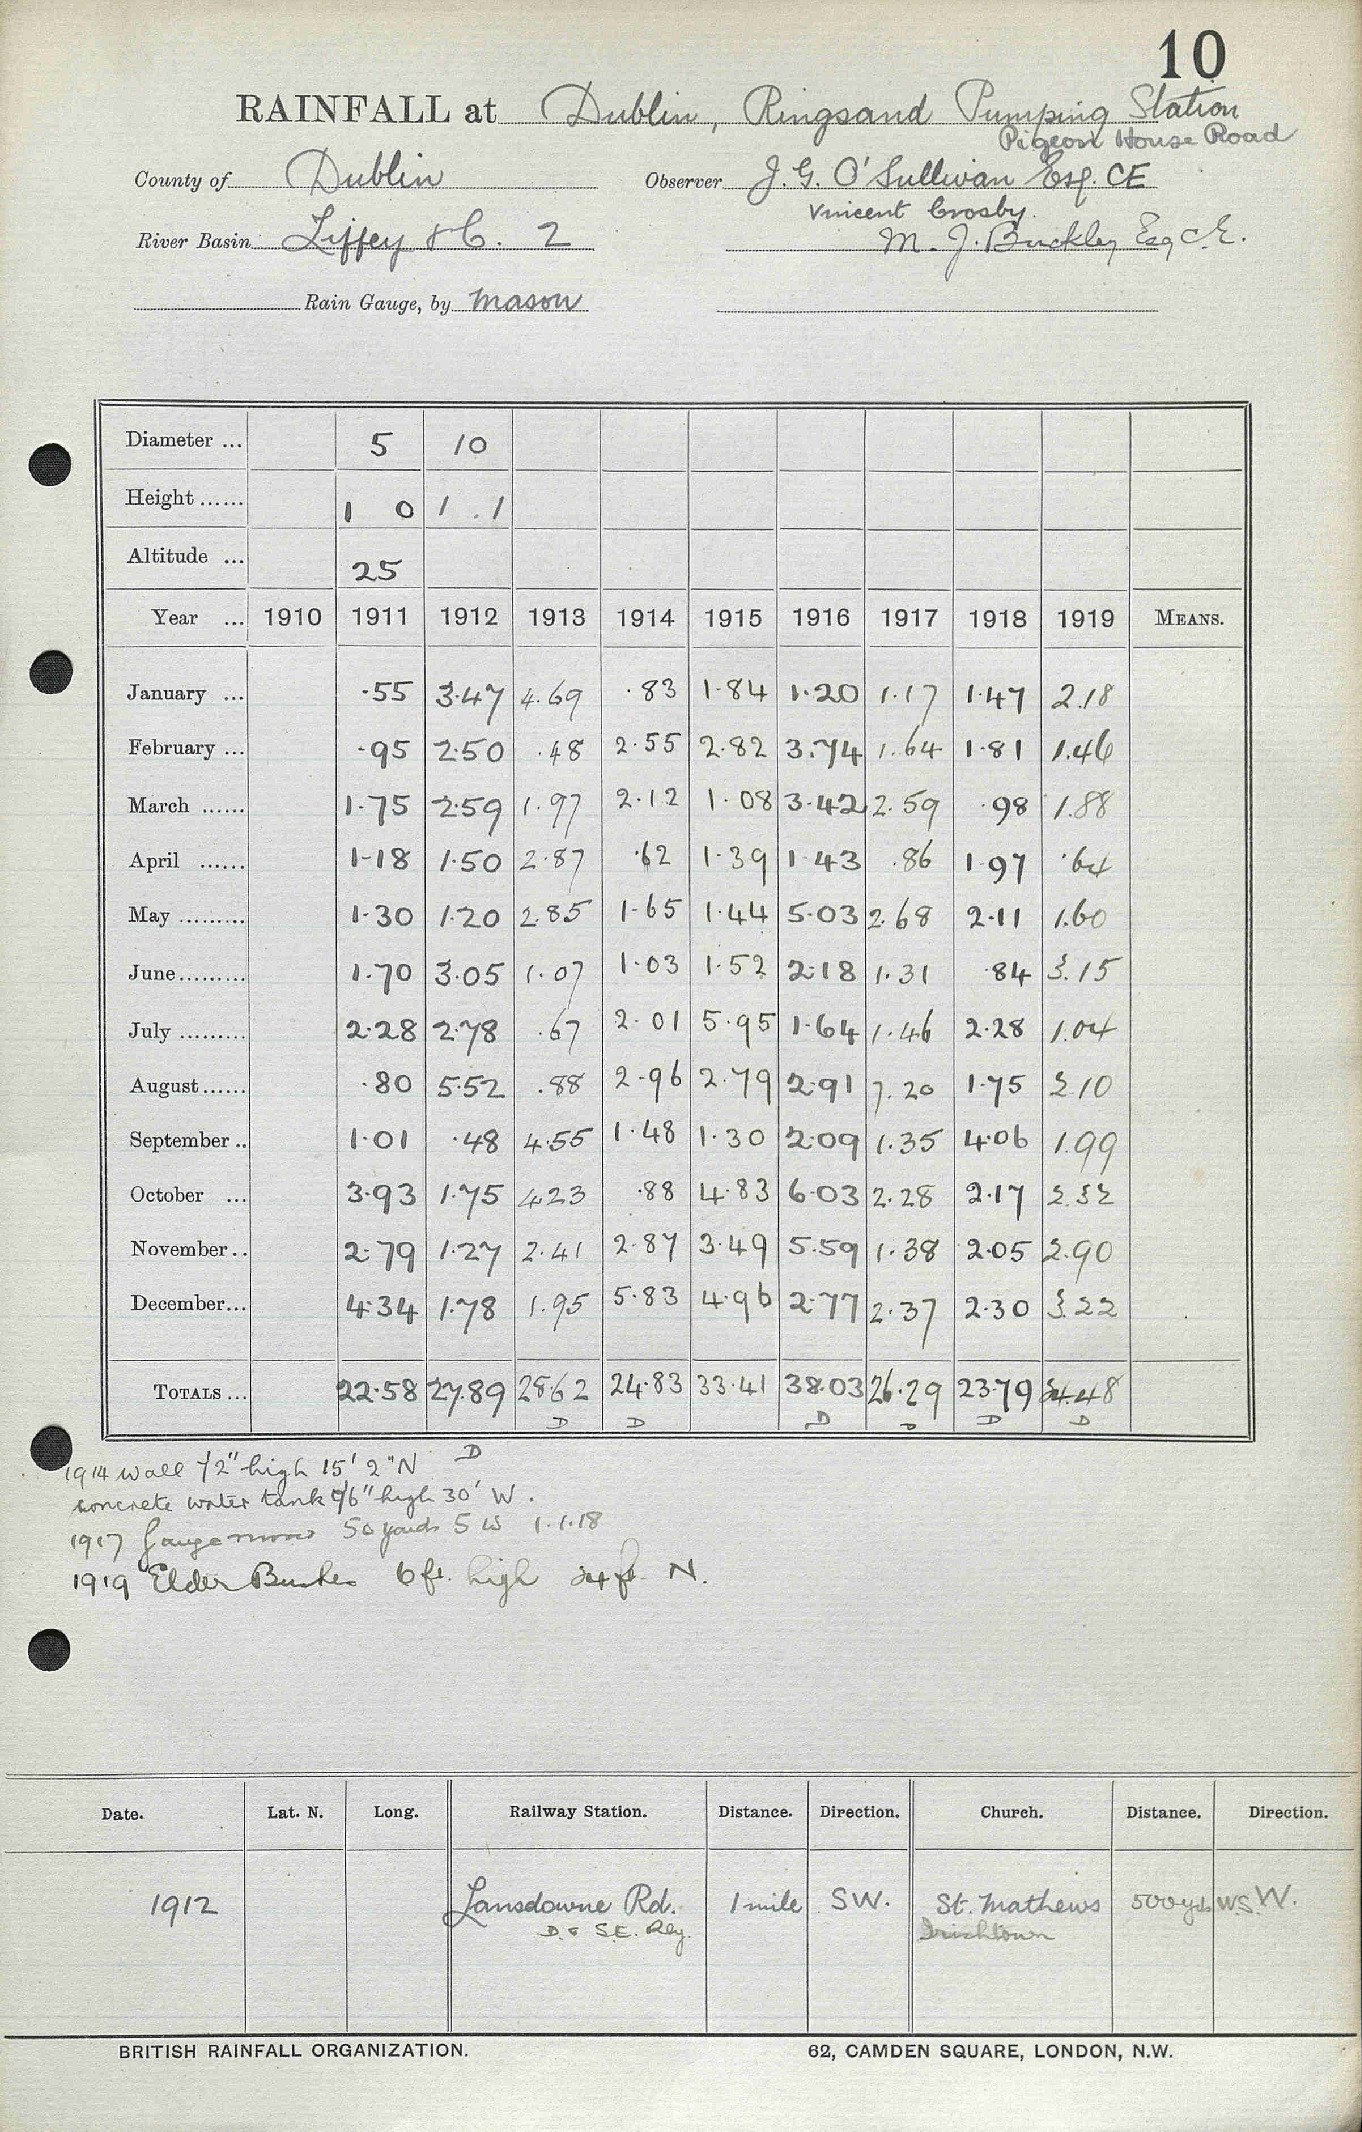 10
RAINFALL at Dublin, Ringsand Pumping Station
Pigeon House Road
County of Dublin Observer J. G. O'Sullivan Esq. CE
Vincent Crosby.
River Basin Liffey &C. 2 M. J. Buckley Esq C.E.
Rain Gauge, by Mason
Diameter ... 5 10
Height ...... 1 0 1 .1
Altitude ... 25
Year ... 1910 1911 1912 1913 1914 1915 1916 1917 1918 1919 MEANS.
January ... .55 3.47 4.69 .83 1.84 1.20 1.17 1.47 2.18
February ... .95 2.50 .48 2.55 2.82 3.74 1.64 1.81 1.46
March ...... 1.75 2.59 1.97 2.12 1.08 3.42 2.59 .98 1.88
April ...... 1.18 1.50 2.87 .62 1.39 1.43 .86 1.97 .64
May ......... 1.30 1.20 2.85 1.65 1.44 5.03 2.68 2.11 1.60
June......... 1.70 3.05 1.07 1.03 1.52 2.18 1.31 .84 3.15
July ......... 2.28 2.78 .67 2.01 5.95 1.64 1.46 2.28 1.04
August...... .80 5.52 .88 2.96 2.79 2.91 7.20 1.75 2.10
September .. 1.01 .48 4.55 1.48 1.30 2.09 1.35 4.06 1.99
October ... 3.93 1.75 4.23 .88 4.83 6.03 2.28 2.17 2.32
November .. 2.79 1.27 2.41 2.87 3.49 5.59 1.38 2.05 2.90
December... 4.34 1.78 1.95 5.83 4.96 2.77 2.37 2.30 3.22
TOTALS ... 22.58 27.89 28.62 24.83 33.41 38.03 26.29 23.79 24.48
D D D D D D
D
1914 Wall 7'2" high 15' 2" N
concrete water tank 9'6" high 30' W.
1917 Gauge moved 50 yards S W 1.1.18
1919 Elder Bushes 6 ft. high 24 ft N.
Date. Lat. N. Long. Railway Station. Distance. Direction. Church. Distance. Direction.
1912 Lansdowne Rd. 1 mile SW. St. Mathews 500 yds W.S.W.
D. & S.E. Rly. Irishtown
BRITISH RAINFALL ORGANIZATION. 62, CAMDEN SQUARE, LONDON, N.W.